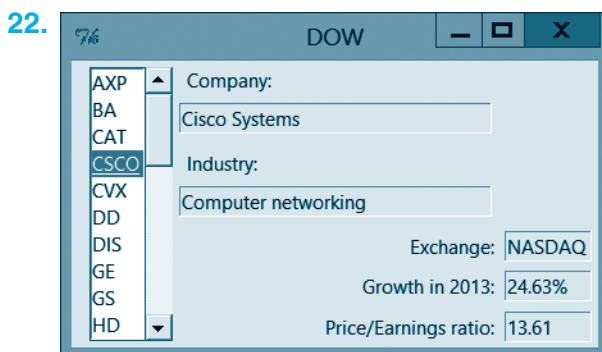 22.
DOW
AXP
BA
CAT
CSCO
CVX
DD
DIS
GE
GS
HD
Company:
Cisco Systems
Industry:
Computer networking
Exchange: NASDAQ
Growth in 2013: 24.63%
Price/Earnings ratio: 13.61